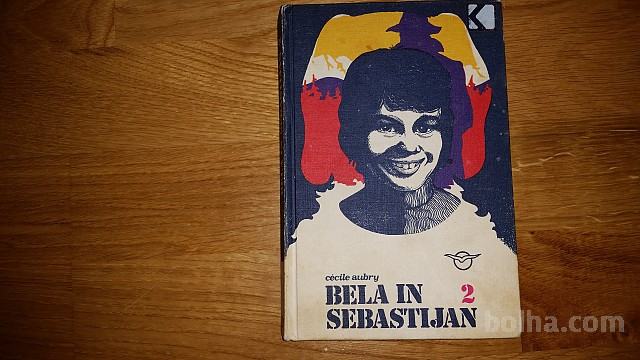 K
cécile aubry
BELA IN 2
SEBASTIJAN
bolha.com